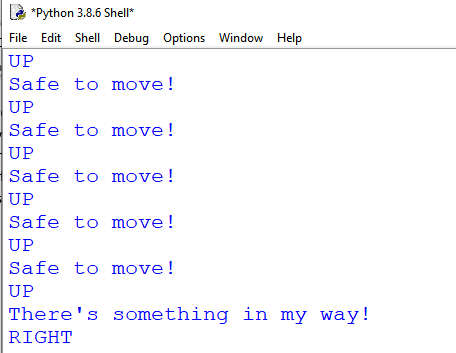 *Python 3.8.6 Shell*
File Edit Shell Debug Options Window Help
UP
Safe to move!
UP
Safe to move!
UP
Safe to move!
UP
Safe to move!
UP
Safe to move!
UP
There's something in my way!
RIGHT